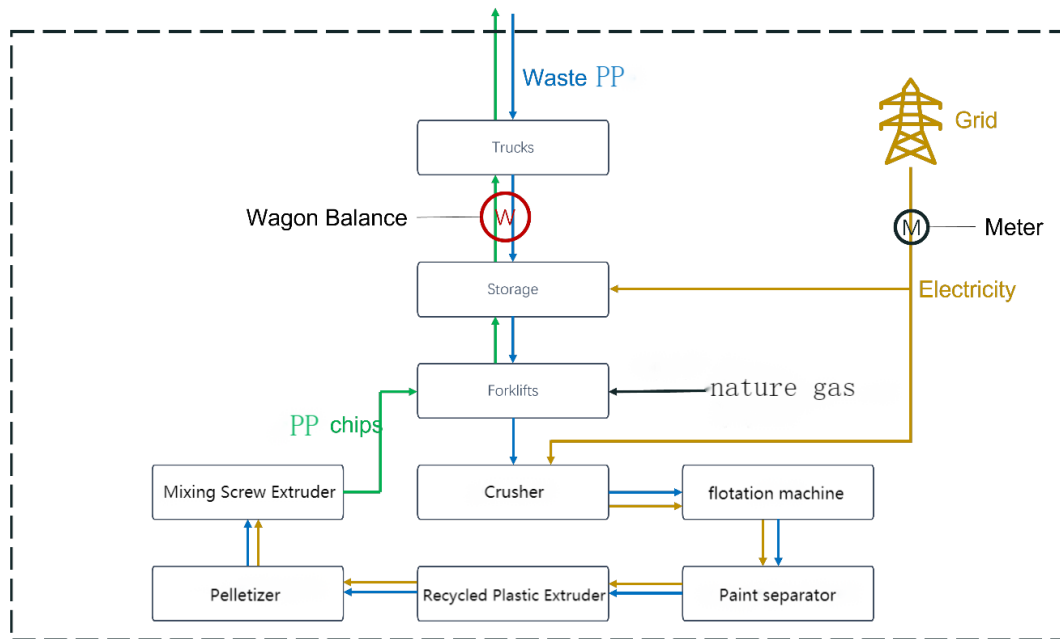 Waste PP
Grid
Trucks
Wagon Balance
W
M
Meter
Storage
Electricity
Forklifts
nature gas
PP chips
Mixing Screw Extruder
Crusher
flotation machine
Pelletizer
Recycled Plastic Extruder
Paint separator